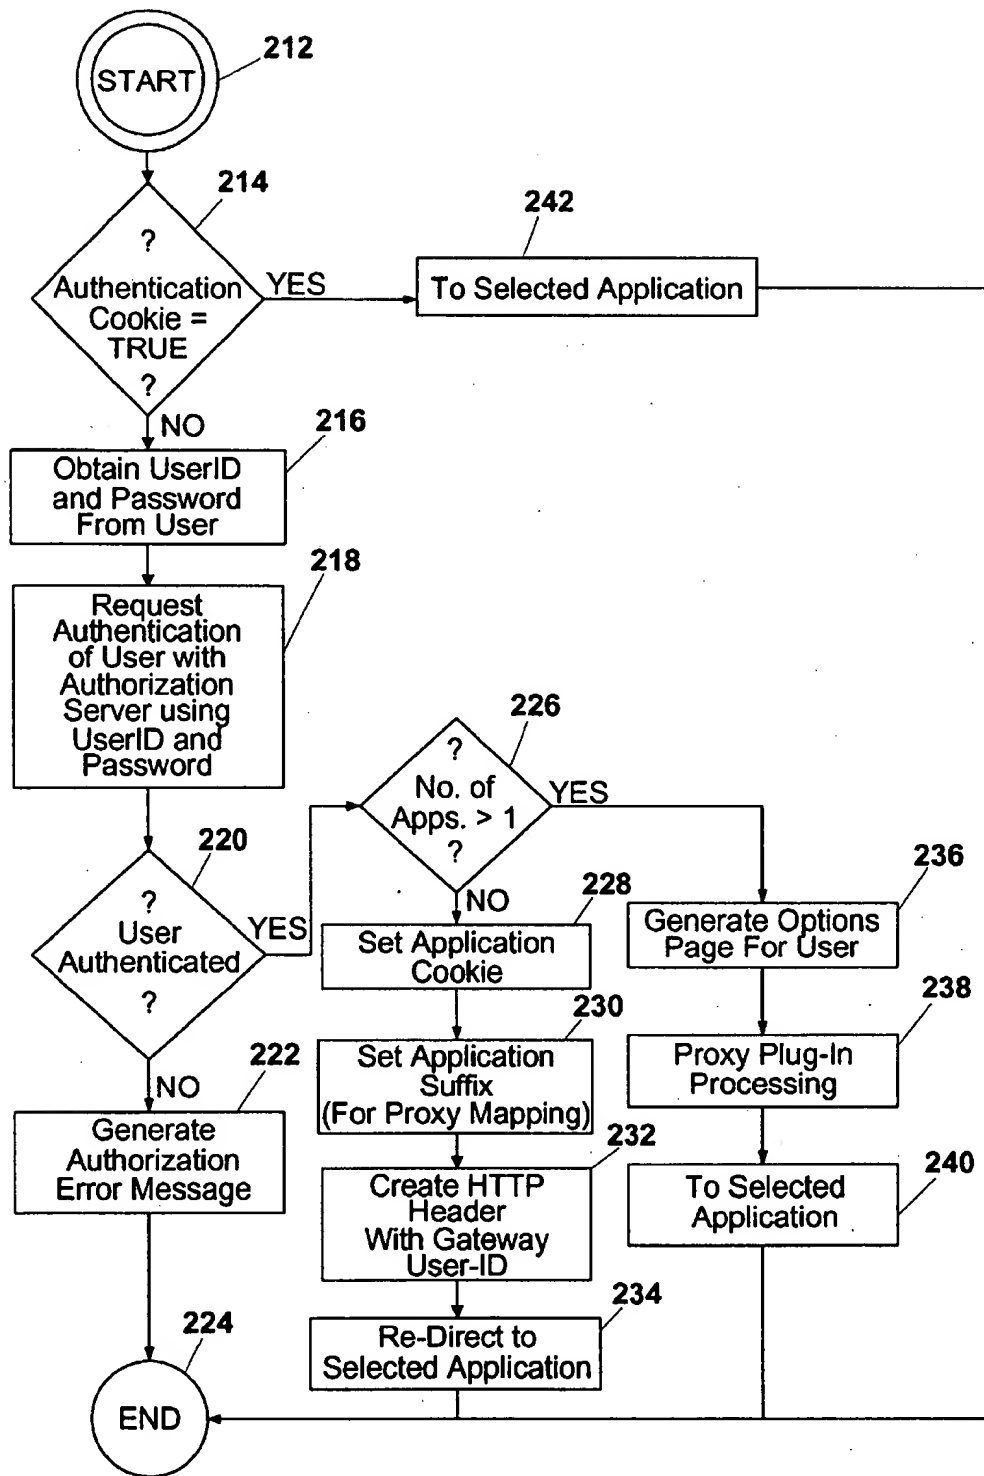 212
START
214
?
Authentication
Cookie =
TRUE
?
YES
242
To Selected Application
NO
216
Obtain UserID
and Password
From User
218
Request
Authentication
of User with
Authorization
Server using
UserID and
Password
226
?
No. of
Apps. > 1
?
YES
220
?
User
Authenticated
?
YES
NO
228
Set Application
Cookie
236
Generate Options
Page For User
230
Set Application
Suffix
(For Proxy Mapping)
238
Proxy Plug-In
Processing
222
NO
Generate
Authorization
Error Message
232
Create HTTP
Header
With Gateway
User-ID
240
To Selected
Application
234
Re-Direct to
Selected Application
224
END